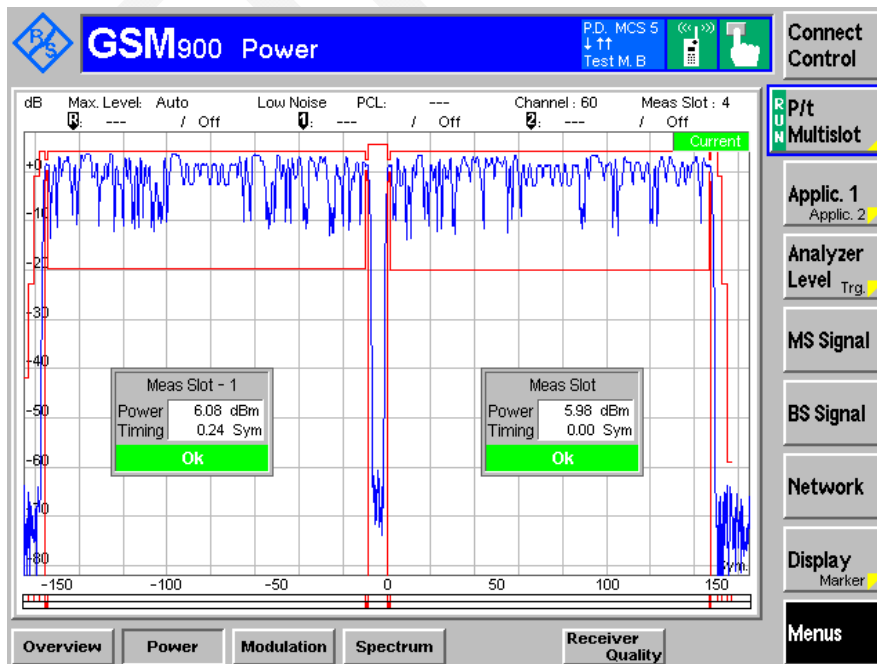 R/S
GSM900 Power
P.D. MCS 5
↓ ↑↑
Test M. B
Connect Control
dB Max. Level: Auto Low Noise PCL: --- Channel : 60 Meas Slot : 4
R: --- / Off 1: --- / Off 2: --- / Off
Current
RUN
P/t Multislot
Applic. 1
Applic. 2
Analyzer Level Trg.
MS Signal
BS Signal
Network
Display
Marker
Menus
+0
-10
-20
-30
-40
-50
-60
-70
-80
Meas Slot - 1
Power 6.08 dBm
Timing 0.24 Sym
Ok
Meas Slot
Power 5.98 dBm
Timing 0.00 Sym
Ok
Sym.
-150 -100 -50 0 50 100 150
Overview Power Modulation Spectrum Receiver Quality